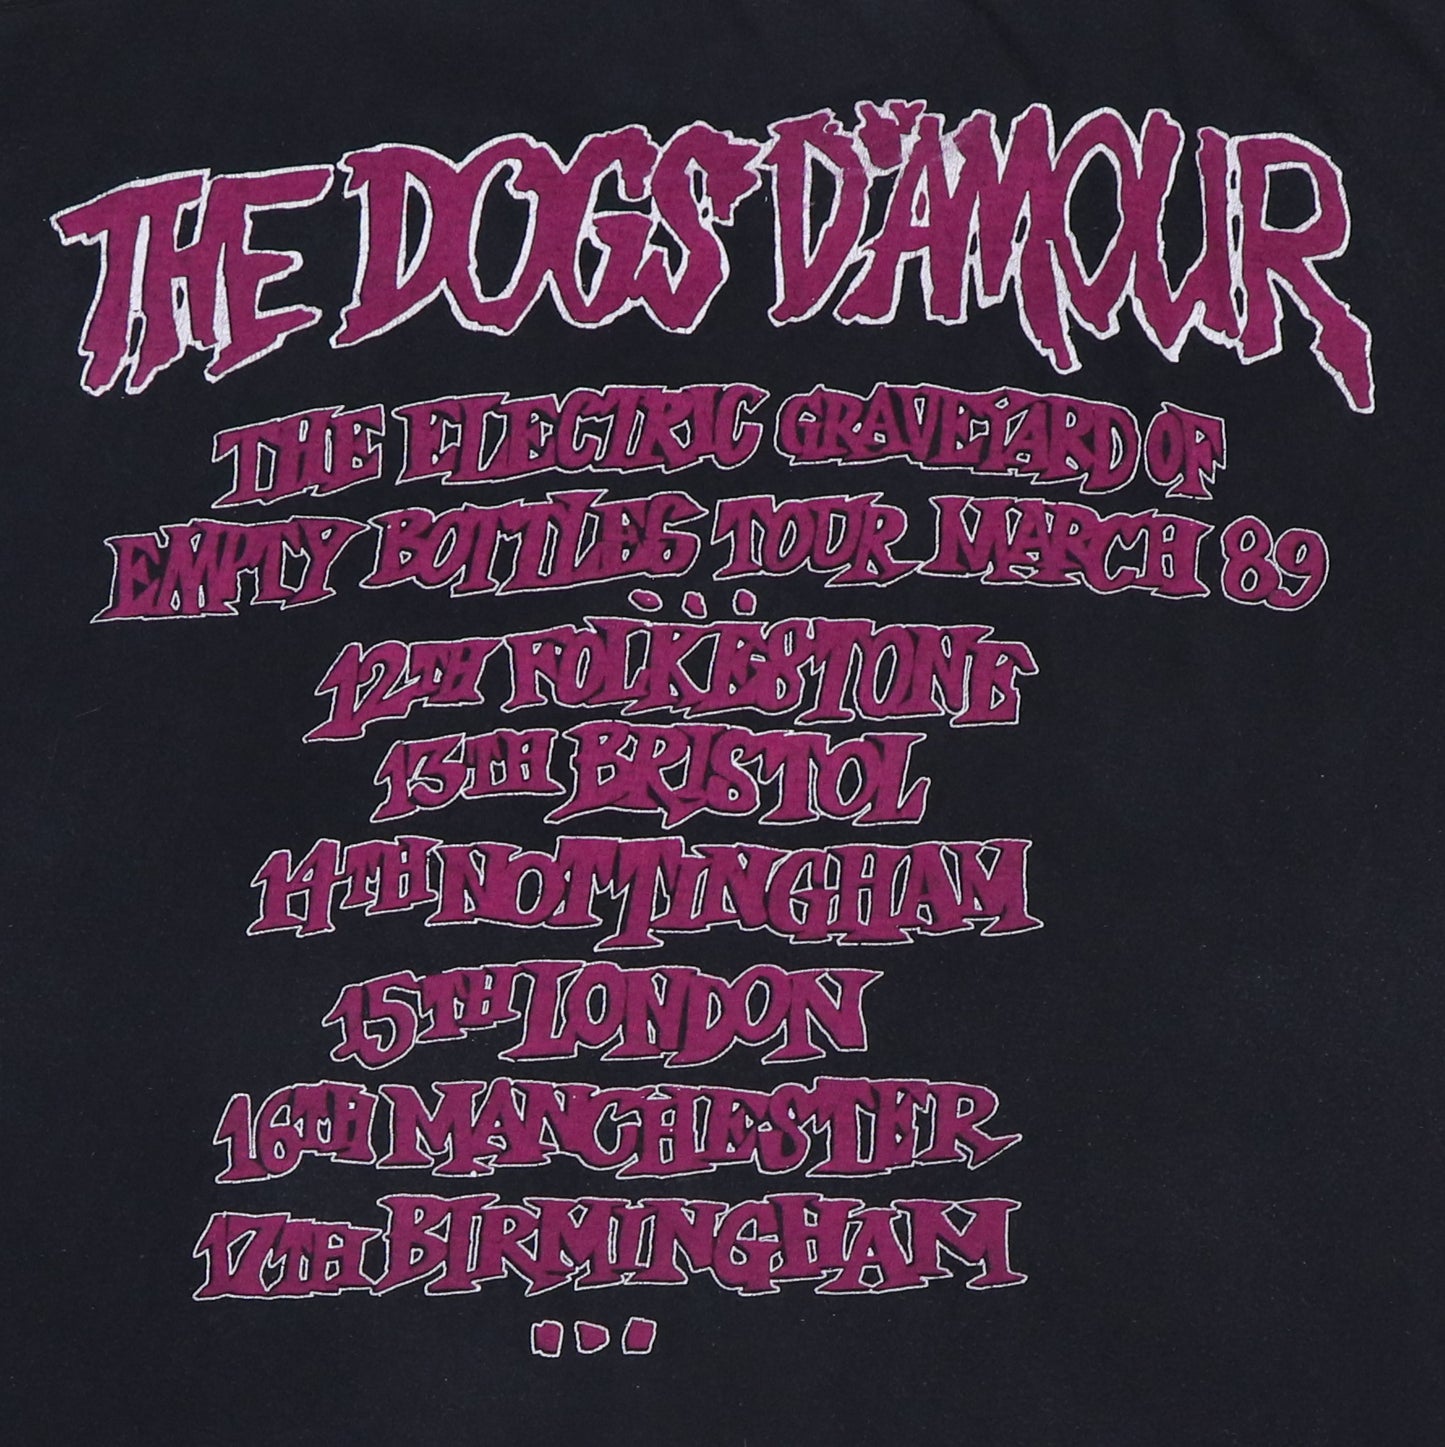 THE DOGS D'AMOUR
THE ELECTRIC GRAVEYARD OF
EMPTY BOTTLES TOUR MARCH 89
...
12TH FOLKESTONE
13TH BRISTOL
14TH NOTTINGHAM
15TH LONDON
16TH MANCHESTER
17TH BIRMINGHAM
...